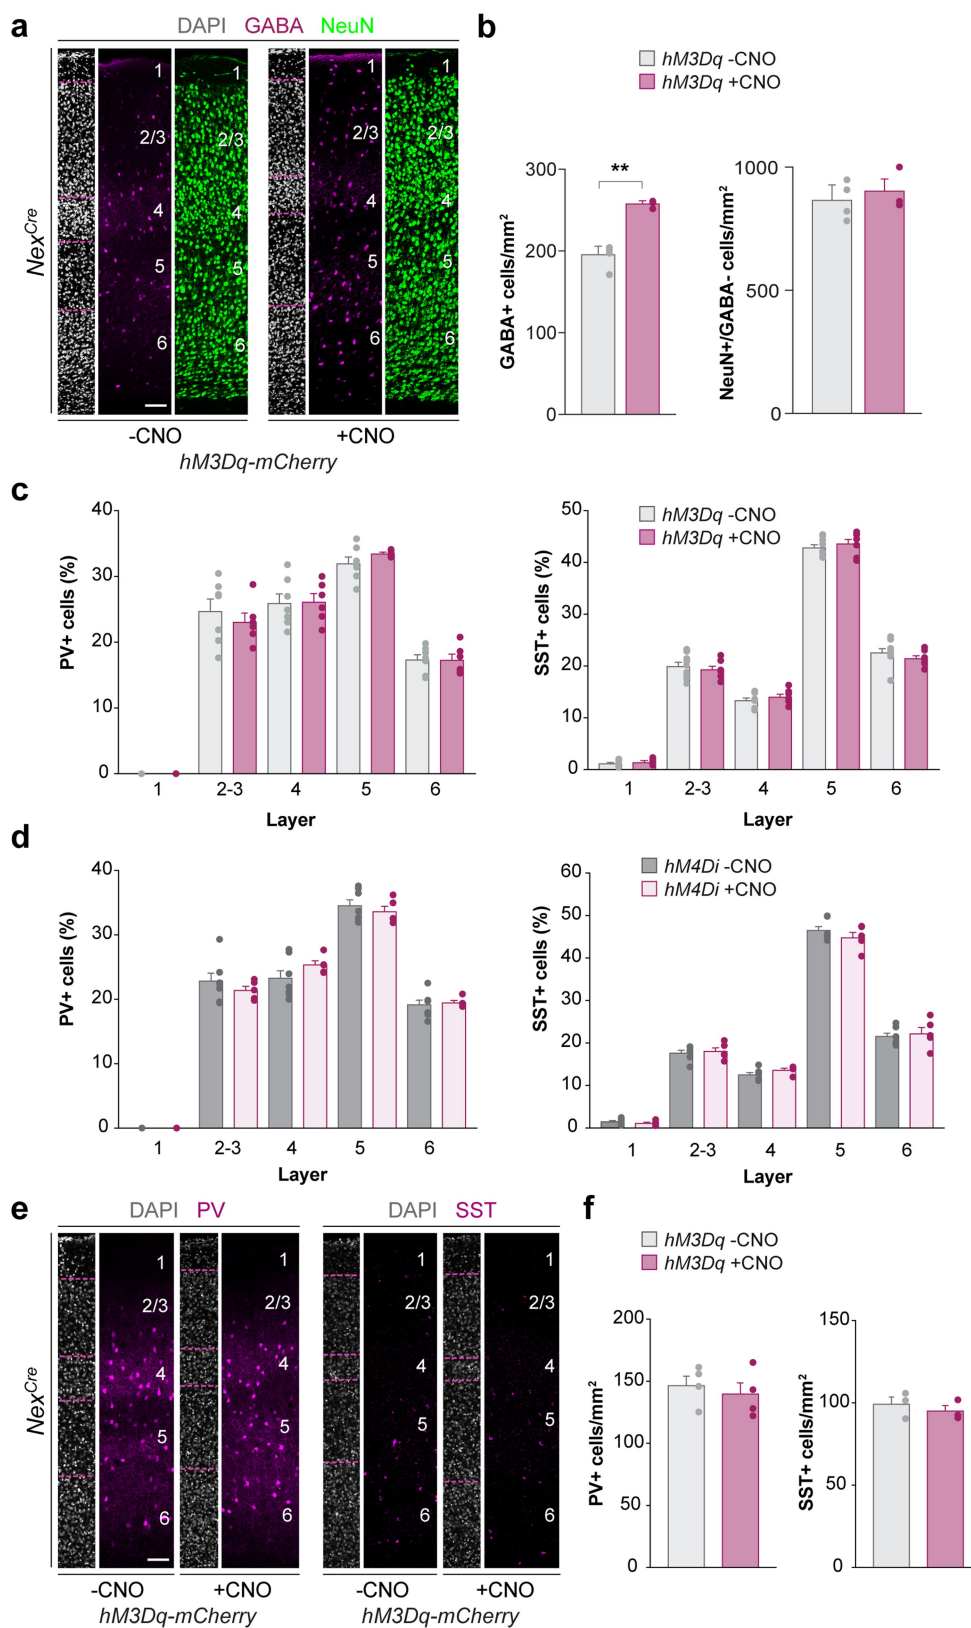 a
DAPI GABA NeuN
Nex^Cre
1 1 1 1
2/3 2/3 2/3 2/3
4 4 4 4
5 5 5 5
6 6 6 6
-CNO +CNO
hM3Dq-mCherry
b
hM3Dq -CNO
hM3Dq +CNO
GABA+ cells/mm²
300
200
100
0
**
NeuN+/GABA- cells/mm²
1000
500
0
c
PV+ cells (%)
40
30
20
10
0
1 2-3 4 5 6
Layer
hM3Dq -CNO
hM3Dq +CNO
SST+ cells (%)
50
40
30
20
10
0
1 2-3 4 5 6
Layer
d
PV+ cells (%)
40
30
20
10
0
1 2-3 4 5 6
Layer
hM4Di -CNO
hM4Di +CNO
SST+ cells (%)
60
50
40
30
20
10
0
1 2-3 4 5 6
Layer
e
DAPI PV
DAPI SST
Nex^Cre
1 1 1 1
2/3 2/3 2/3 2/3
4 4 4 4
5 5 5 5
6 6 6 6
-CNO +CNO
hM3Dq-mCherry
-CNO +CNO
hM3Dq-mCherry
f
hM3Dq -CNO
hM3Dq +CNO
PV+ cells/mm²
200
150
100
50
0
SST+ cells/mm²
150
100
50
0